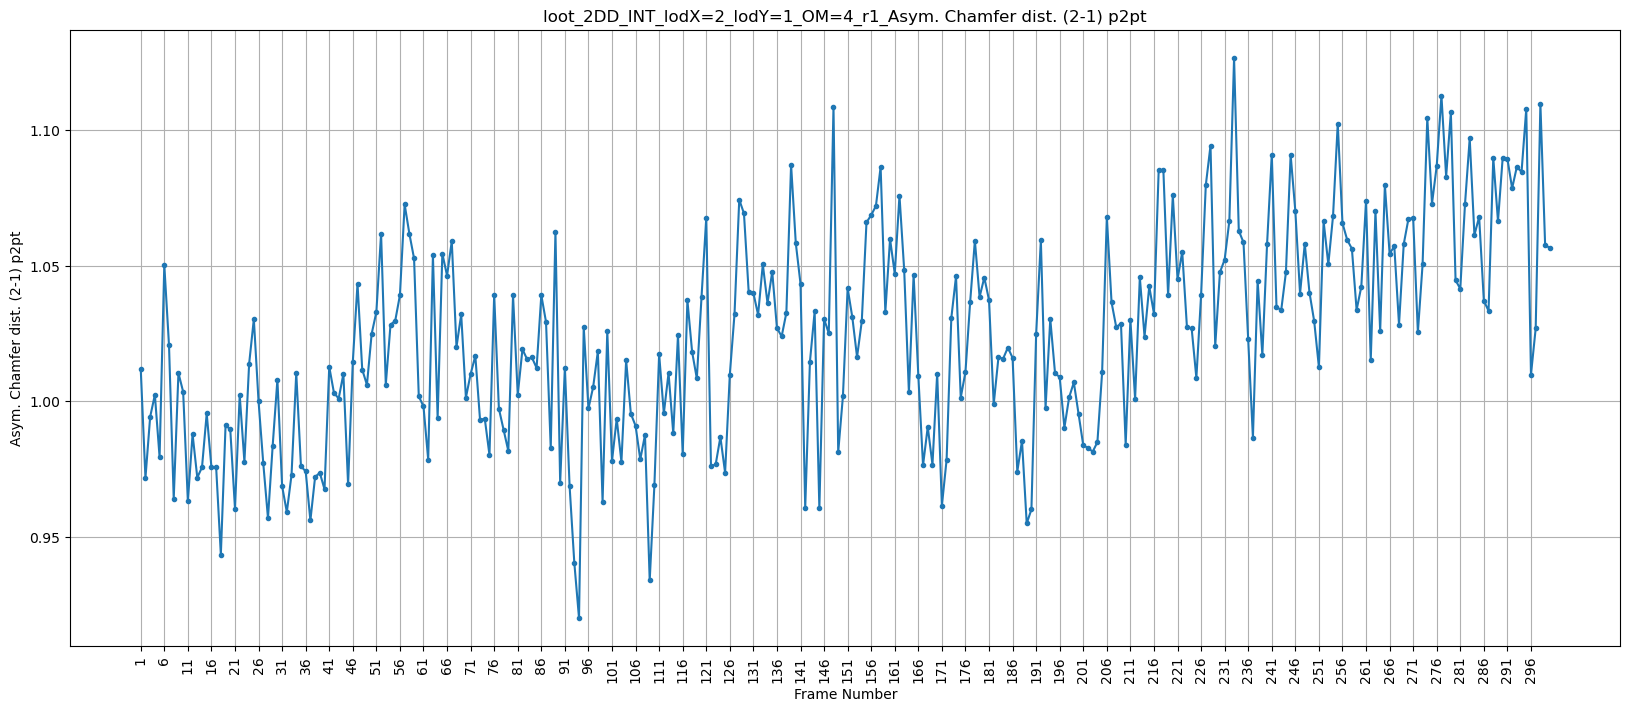 loot_2DD_INT_lodX=2_lodY=1_OM=4_r1_Asym. Chamfer dist. (2-1) p2pt
Asym. Chamfer dist. (2-1) p2pt
1.10
1.05
1.00
0.95
1 6 11 16 21 26 31 36 41 46 51 56 61 66 71 76 81 86 91 96 101 106 111 116 121 126 131 136 141 146 151 156 161 166 171 176 181 186 191 196 201 206 211 216 221 226 231 236 241 246 251 256 261 266 271 276 281 286 291 296
Frame Number